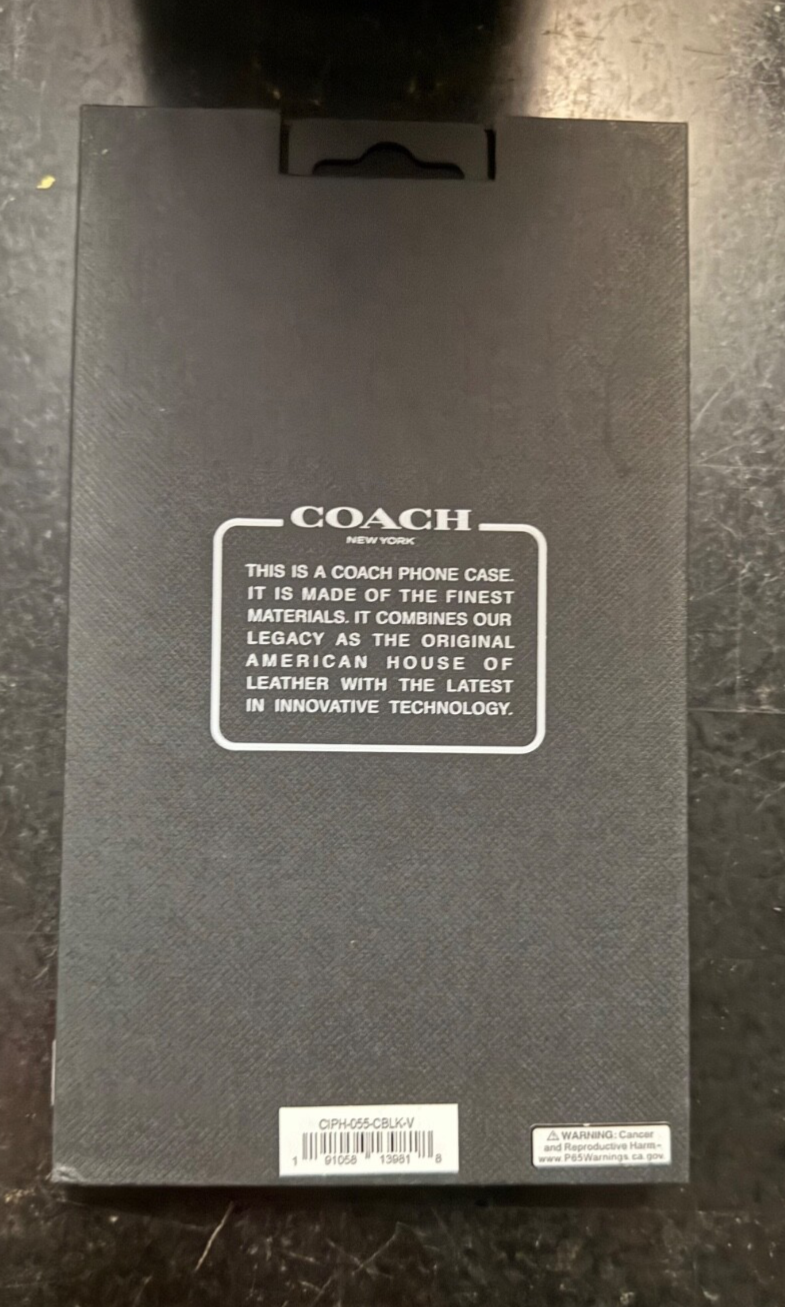 COACH
NEW YORK
THIS IS A COACH PHONE CASE.
IT IS MADE OF THE FINEST
MATERIALS. IT COMBINES OUR
LEGACY AS THE ORIGINAL
AMERICAN HOUSE OF
LEATHER WITH THE LATEST
IN INNOVATIVE TECHNOLOGY.
CIPH-055-CBLK-V
1 91058 13981 8
⚠ WARNING: Cancer
and Reproductive Harm-
www.P65Warnings.ca.gov